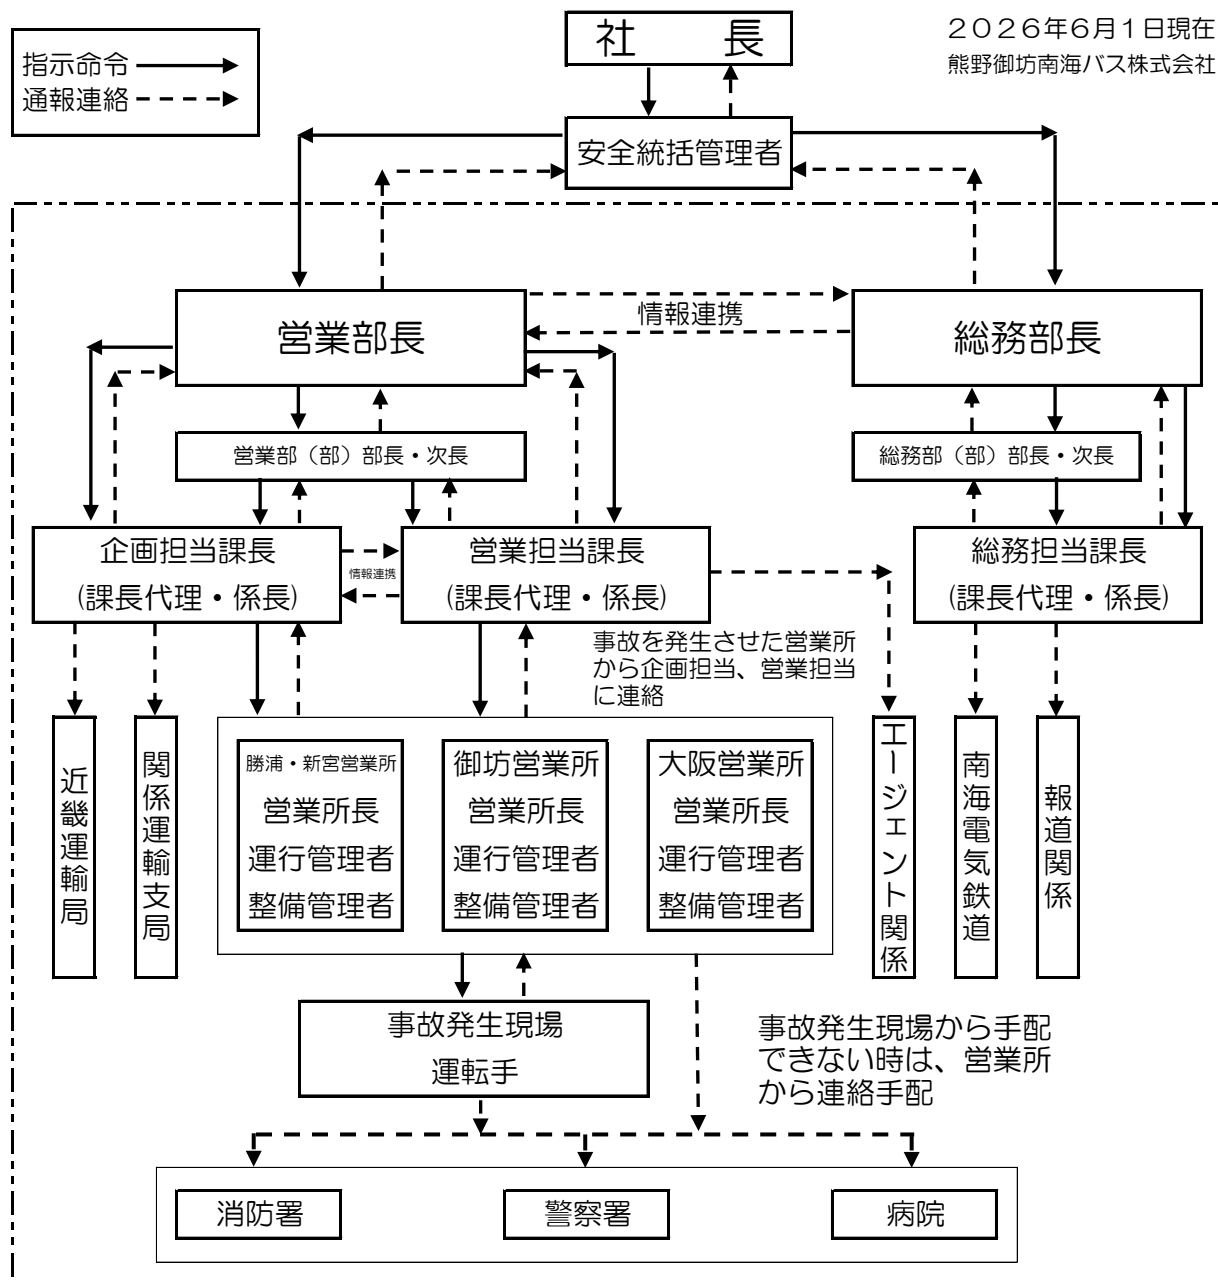 社　長
２０２６年６月１日現在
熊野御坊南海バス株式会社
指示命令
通報連絡
安全統括管理者
営業部長
情報連携
総務部長
営業部（部）部長・次長
総務部（部）部長・次長
企画担当課長
(課長代理・係長)
情報連携
営業担当課長
(課長代理・係長)
総務担当課長
(課長代理・係長)
事故を発生させた営業所
から企画担当、営業担当
に連絡
近畿運輸局
関係運輸支局
勝浦・新宮営業所
営業所長
運行管理者
整備管理者
御坊営業所
営業所長
運行管理者
整備管理者
大阪営業所
営業所長
運行管理者
整備管理者
エージェント関係
南海電気鉄道
報道関係
事故発生現場
運転手
事故発生現場から手配
できない時は、営業所
から連絡手配
消防署
警察署
病院